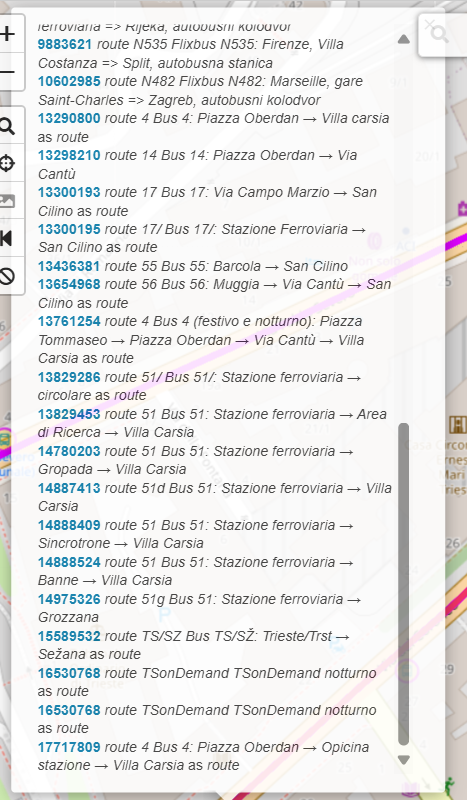 42
ferroviaria => Rijeka, autobusni kolodvor
9883621 route N535 Flixbus N535: Firenze, Villa
Costanza => Split, autobusna stanica
10602985 route N482 Flixbus N482: Marseille, gare
Saint-Charles => Zagreb, autobusni kolodvor
13290800 route 4 Bus 4: Piazza Oberdan → Villa carsia
as route
13298210 route 14 Bus 14: Piazza Oberdan → Via
Cantù
13300193 route 17 Bus 17: Via Campo Marzio → San
Cilino as route
13300195 route 17/ Bus 17/: Stazione Ferroviaria →
San Cilino as route
13436381 route 55 Bus 55: Barcola → San Cilino
13654968 route 56 Bus 56: Muggia → Via Cantù → San
Cilino as route
13761254 route 4 Bus 4 (festivo e notturno): Piazza
Tommaseo → Piazza Oberdan → Via Cantù → Villa
Carsia as route
13829286 route 51/ Bus 51/: Stazione ferroviaria →
circolare as route
13829453 route 51 Bus 51: Stazione ferroviaria → Area
di Ricerca → Villa Carsia
14780203 route 51 Bus 51: Stazione ferroviaria →
Gropada → Villa Carsia
14887413 route 51d Bus 51: Stazione ferroviaria → Villa
Carsia
14888409 route 51 Bus 51: Stazione ferroviaria →
Sincrotrone → Villa Carsia
14888524 route 51 Bus 51: Stazione ferroviaria →
Banne → Villa Carsia
14975326 route 51g Bus 51: Stazione ferroviaria →
Grozzana
15589532 route TS/SZ Bus TS/SŽ: Trieste/Trst →
Sežana as route
16530768 route TSonDemand TSonDemand notturno
as route
16530768 route TSonDemand TSonDemand notturno
as route
17717809 route 4 Bus 4: Piazza Oberdan → Opicina
stazione → Villa Carsia as route
26
28